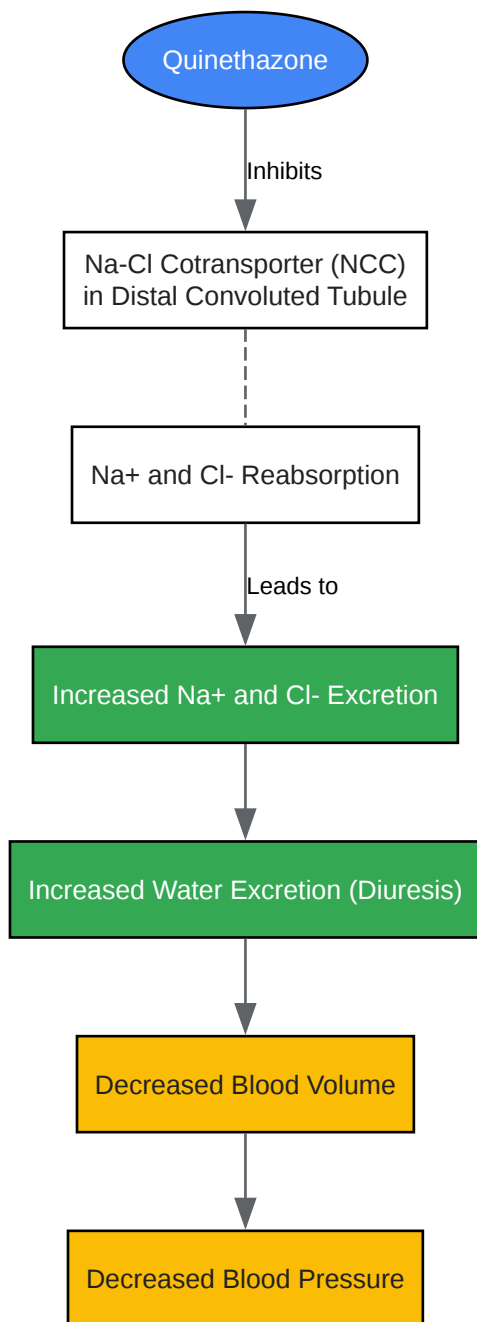 Quinethazone
Inhibits
Na-Cl Cotransporter (NCC)
in Distal Convoluted Tubule
Na+ and Cl- Reabsorption
Leads to
Increased Na+ and Cl- Excretion
Increased Water Excretion (Diuresis)
Decreased Blood Volume
Decreased Blood Pressure